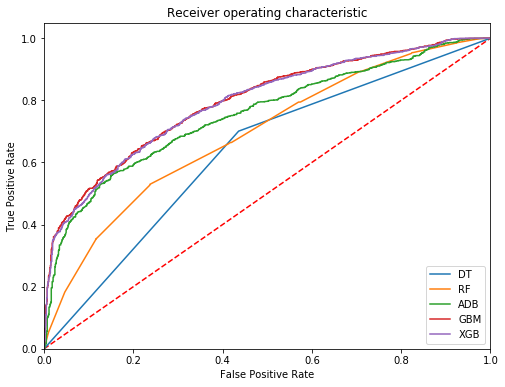 Receiver operating characteristic
1.0
0.8
0.6
0.4
0.2
0.0
True Positive Rate
DT
RF
ADB
GBM
XGB
0.0 0.2 0.4 0.6 0.8 1.0
False Positive Rate